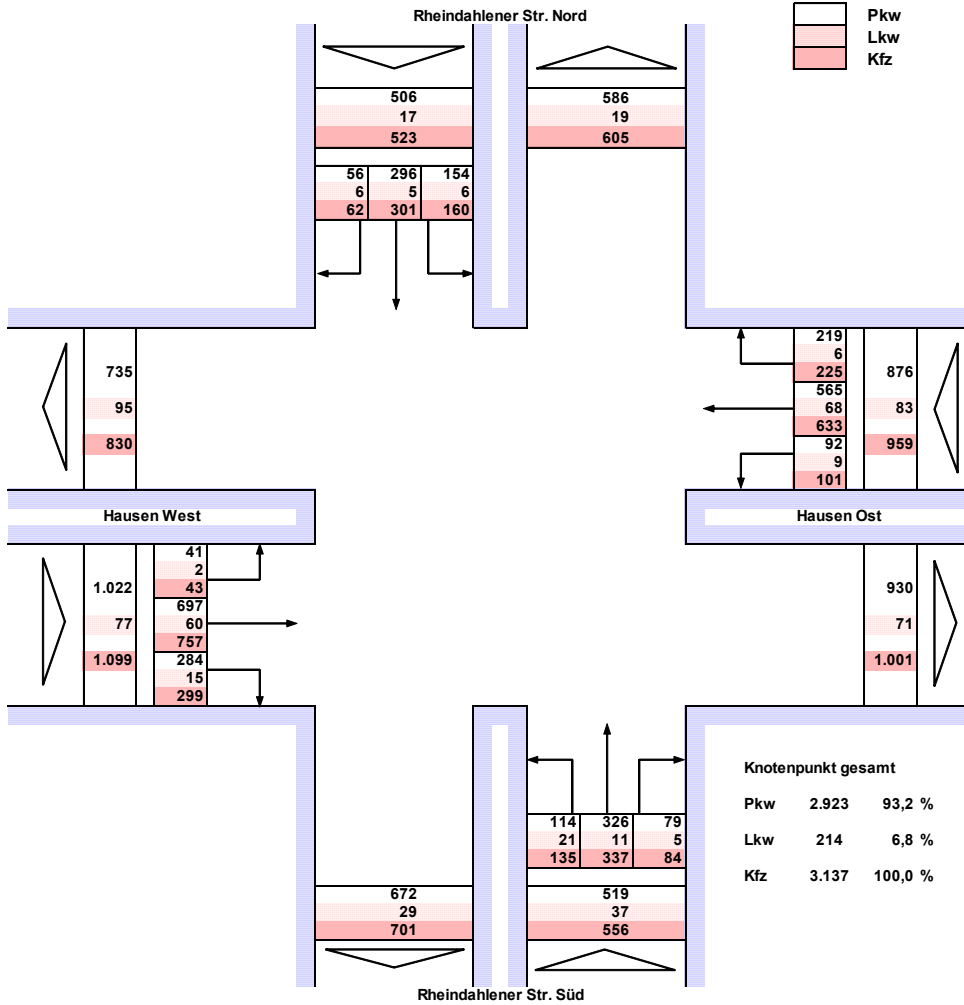 Rheindahlener Str. Nord
Pkw
Lkw
Kfz
506
17
523
586
19
605
56 296 154
6 5 6
62 301 160
735
95
830
219
6
225
565
68
633
92
9
101
876
83
959
Hausen West
Hausen Ost
1.022
77
1.099
41
2
43
697
60
757
284
15
299
930
71
1.001
Knotenpunkt gesamt
Pkw 2.923 93,2 %
Lkw 214 6,8 %
Kfz 3.137 100,0 %
114 326 79
21 11 5
135 337 84
672
29
701
519
37
556
Rheindahlener Str. Süd